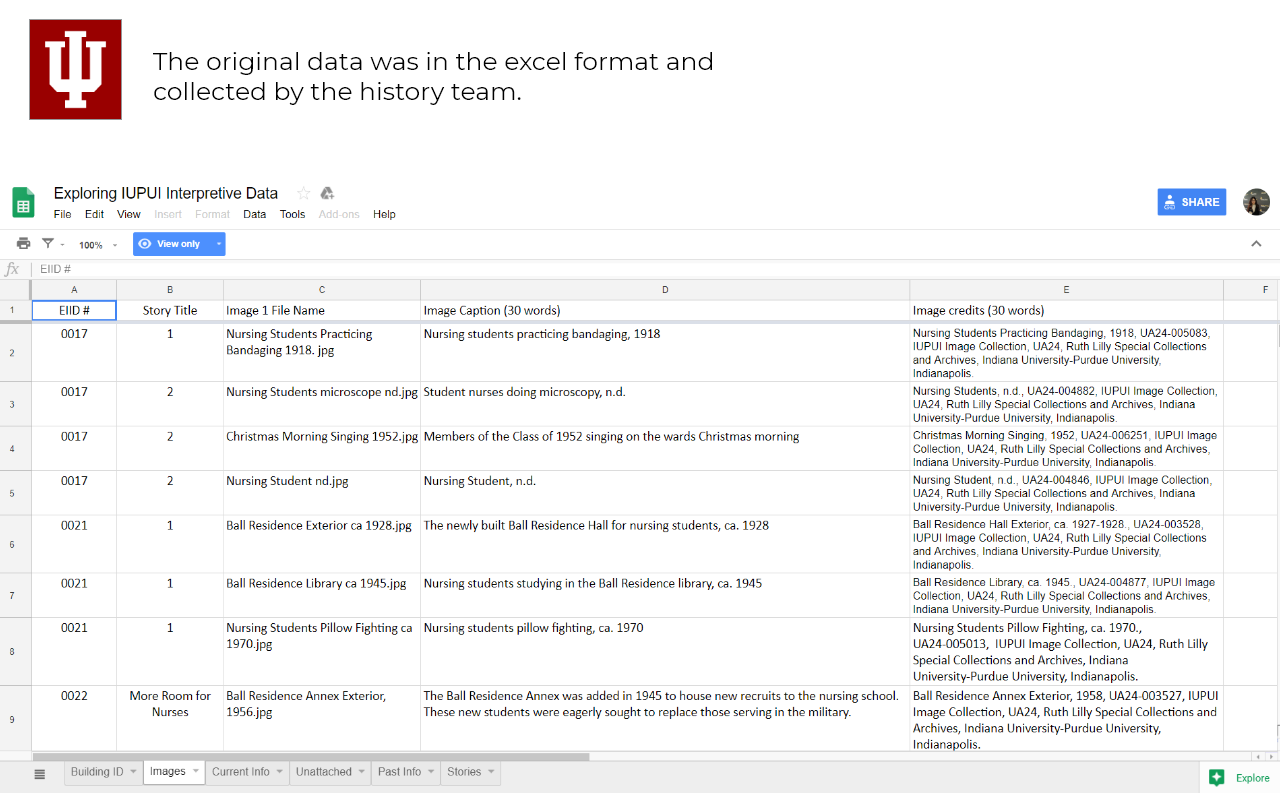 The original data was in the excel format and
collected by the history team.
Exploring IUPUI Interpretive Data
File Edit View Insert Format Data Tools Add-ons Help
SHARE
100% View only
fx EIID #
A B C D E F
1 EIID # Story Title Image 1 File Name Image Caption (30 words) Image credits (30 words)
2 0017 1 Nursing Students Practicing
Bandaging 1918. jpg
Nursing students practicing bandaging, 1918
Nursing Students Practicing Bandaging, 1918, UA24-005083,
IUPUI Image Collection, UA24, Ruth Lilly Special Collections
and Archives, Indiana University-Purdue University,
Indianapolis.
3 0017 2 Nursing Students microscope nd.jpg Student nurses doing microscopy, n.d.
Nursing Students, n.d., UA24-004882, IUPUI Image Collection,
UA24, Ruth Lilly Special Collections and Archives, Indiana
University-Purdue University, Indianapolis.
4 0017 2 Christmas Morning Singing 1952.jpg Members of the Class of 1952 singing on the wards Christmas morning
Christmas Morning Singing, 1952, UA24-006251, IUPUI Image
Collection, UA24, Ruth Lilly Special Collections and Archives,
Indiana University-Purdue University, Indianapolis.
5 0017 2 Nursing Student nd.jpg Nursing Student, n.d.
Nursing Student, n.d., UA24-004846, IUPUI Image Collection,
UA24, Ruth Lilly Special Collections and Archives, Indiana
University-Purdue University, Indianapolis.
6 0021 1 Ball Residence Exterior ca 1928.jpg The newly built Ball Residence Hall for nursing students, ca. 1928
Ball Residence Hall Exterior, ca. 1927-1928., UA24-003528,
IUPUI Image Collection, UA24, Ruth Lilly Special Collections
and Archives, Indiana University-Purdue University,
Indianapolis.
7 0021 1 Ball Residence Library ca 1945.jpg Nursing students studying in the Ball Residence library, ca. 1945
Ball Residence Library, ca. 1945., UA24-004877, IUPUI Image
Collection, UA24, Ruth Lilly Special Collections and Archives,
Indiana University-Purdue University, Indianapolis.
8 0021 1 Nursing Students Pillow Fighting ca
1970.jpg
Nursing students pillow fighting, ca. 1970
Nursing Students Pillow Fighting, ca. 1970.,
UA24-005013, IUPUI Image Collection, UA24, Ruth Lilly
Special Collections and Archives, Indiana
University-Purdue University, Indianapolis.
9 0022 More Room for
Nurses
Ball Residence Annex Exterior,
1956.jpg
The Ball Residence Annex was added in 1945 to house new recruits to the nursing school.
These new students were eagerly sought to replace those serving in the military.
Ball Residence Annex Exterior, 1958, UA24-003527, IUPUI
Image Collection, UA24, Ruth Lilly Special Collections and
Archives, Indiana University-Purdue University,
Indianapolis.
Building ID Images Current Info Unattached Past Info Stories
Explore